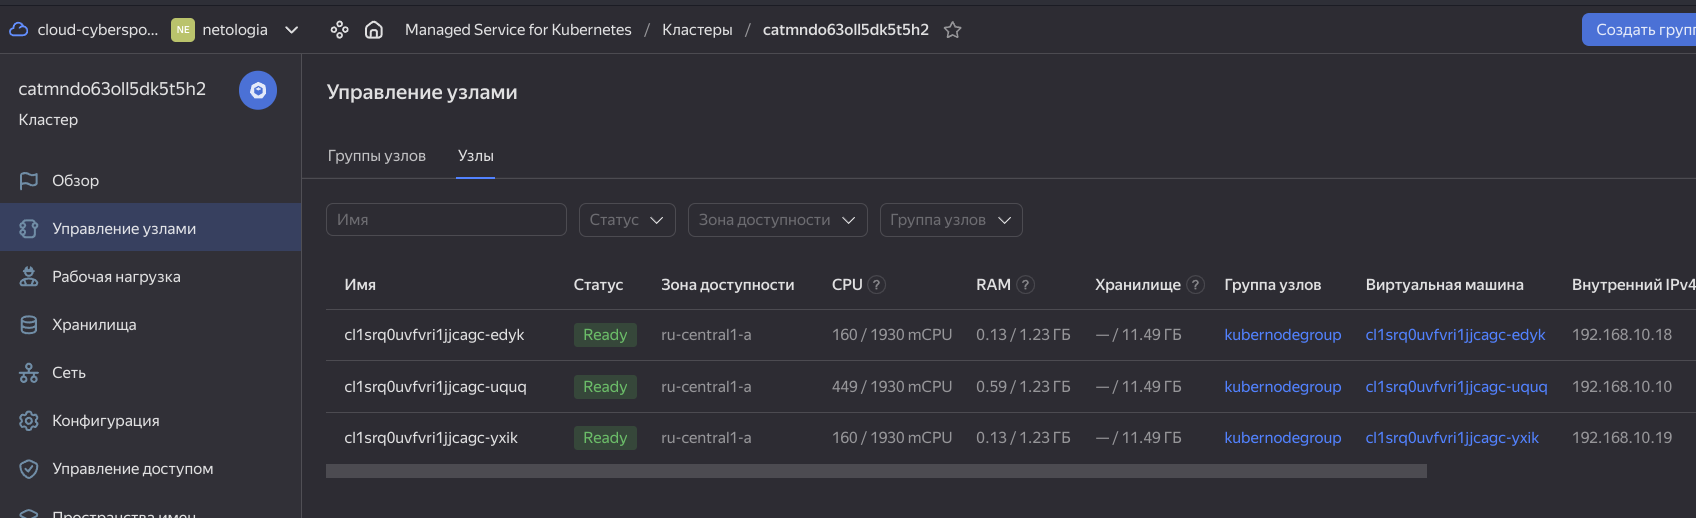 cloud-cyberspo... NE netologia Managed Service for Kubernetes / Кластеры / catmndo63oll5dk5t5h2 Создать груп
catmndo63oll5dk5t5h2
Кластер
Обзор
Управление узлами
Рабочая нагрузка
Хранилища
Сеть
Конфигурация
Управление доступом
Пространства имен
Управление узлами
Группы узлов Узлы
Имя Статус Зона доступности Группа узлов
Имя Статус Зона доступности CPU ? RAM ? Хранилище ? Группа узлов Виртуальная машина Внутренний IPv4
cl1srq0uvfvri1jjcagc-edyk Ready ru-central1-a 160 / 1930 mCPU 0.13 / 1.23 ГБ — / 11.49 ГБ kubernodegroup cl1srq0uvfvri1jjcagc-edyk 192.168.10.18
cl1srq0uvfvri1jjcagc-uquq Ready ru-central1-a 449 / 1930 mCPU 0.59 / 1.23 ГБ — / 11.49 ГБ kubernodegroup cl1srq0uvfvri1jjcagc-uquq 192.168.10.10
cl1srq0uvfvri1jjcagc-yxik Ready ru-central1-a 160 / 1930 mCPU 0.13 / 1.23 ГБ — / 11.49 ГБ kubernodegroup cl1srq0uvfvri1jjcagc-yxik 192.168.10.19